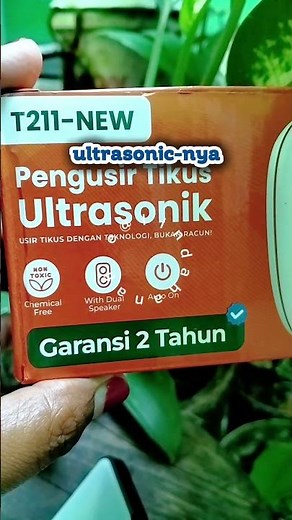 T211-NEW
ultrasonic-nya
Pengusir Tikus
Ultrasonik
USIR TIKUS DENGAN TEKNOLOGI, BUKAN RACUN!
NON
TOXIC
Chemical
Free
With Dual
Speaker
Auto On
Garansi 2 Tahun